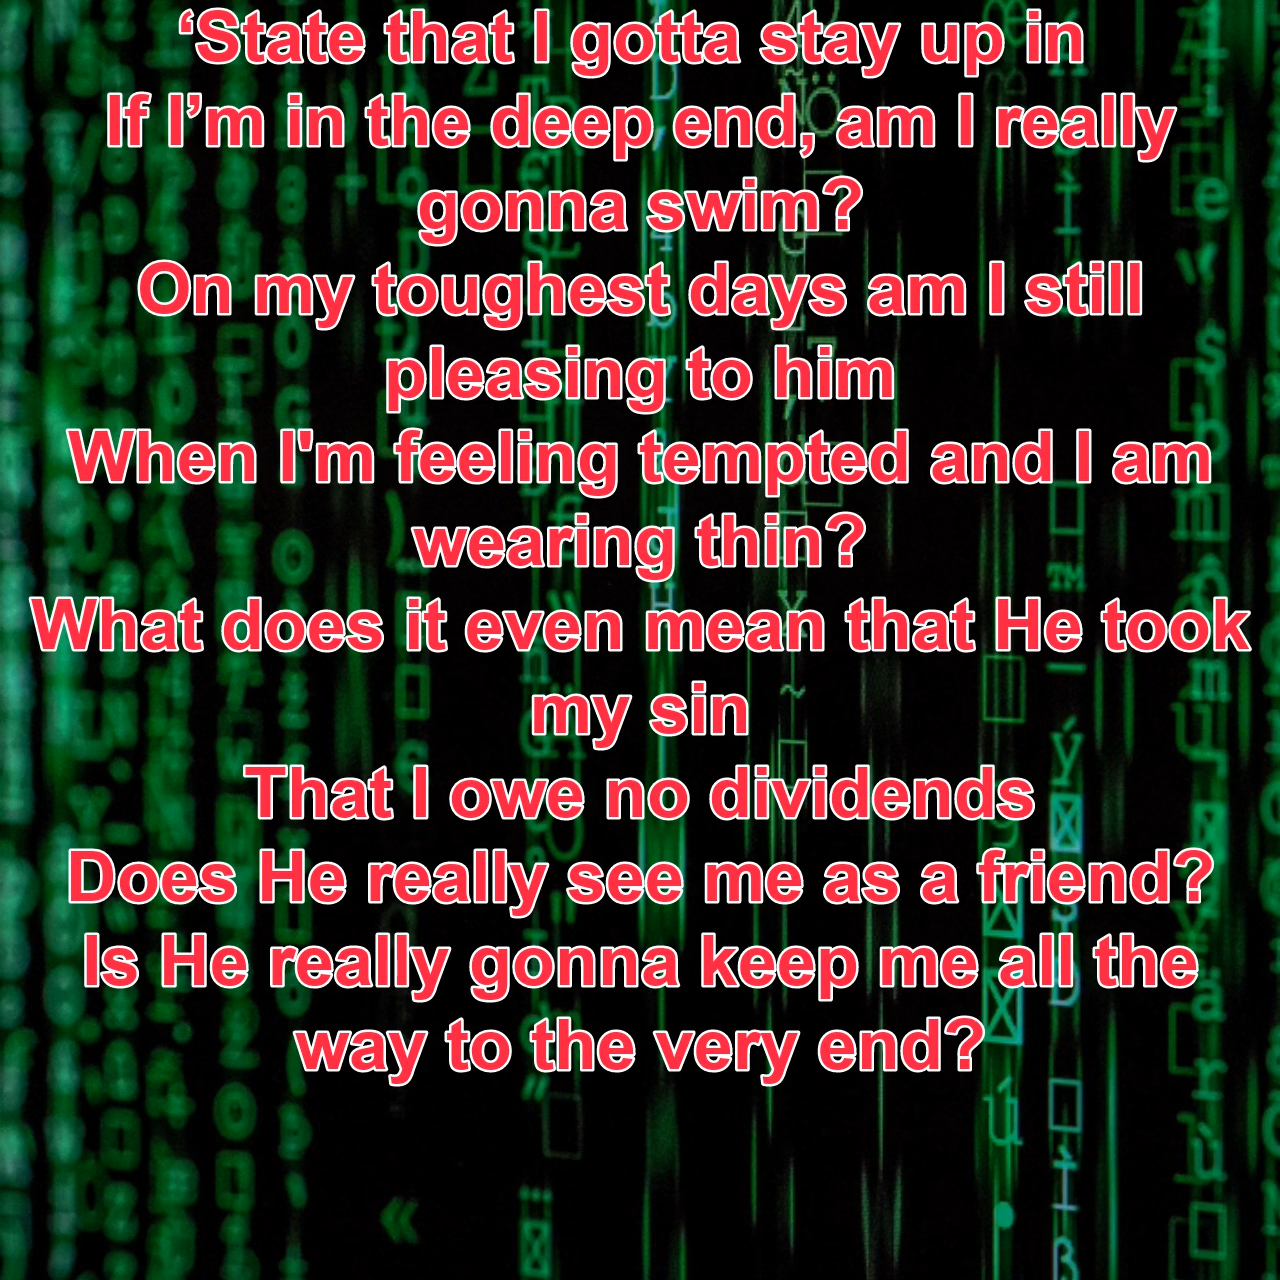 ‘State that I gotta stay up in
If I’m in the deep end, am I really
gonna swim?
On my toughest days am I still
pleasing to him
When I'm feeling tempted and I am
wearing thin?
What does it even mean that He took
my sin
That I owe no dividends
Does He really see me as a friend?
Is He really gonna keep me all the
way to the very end?